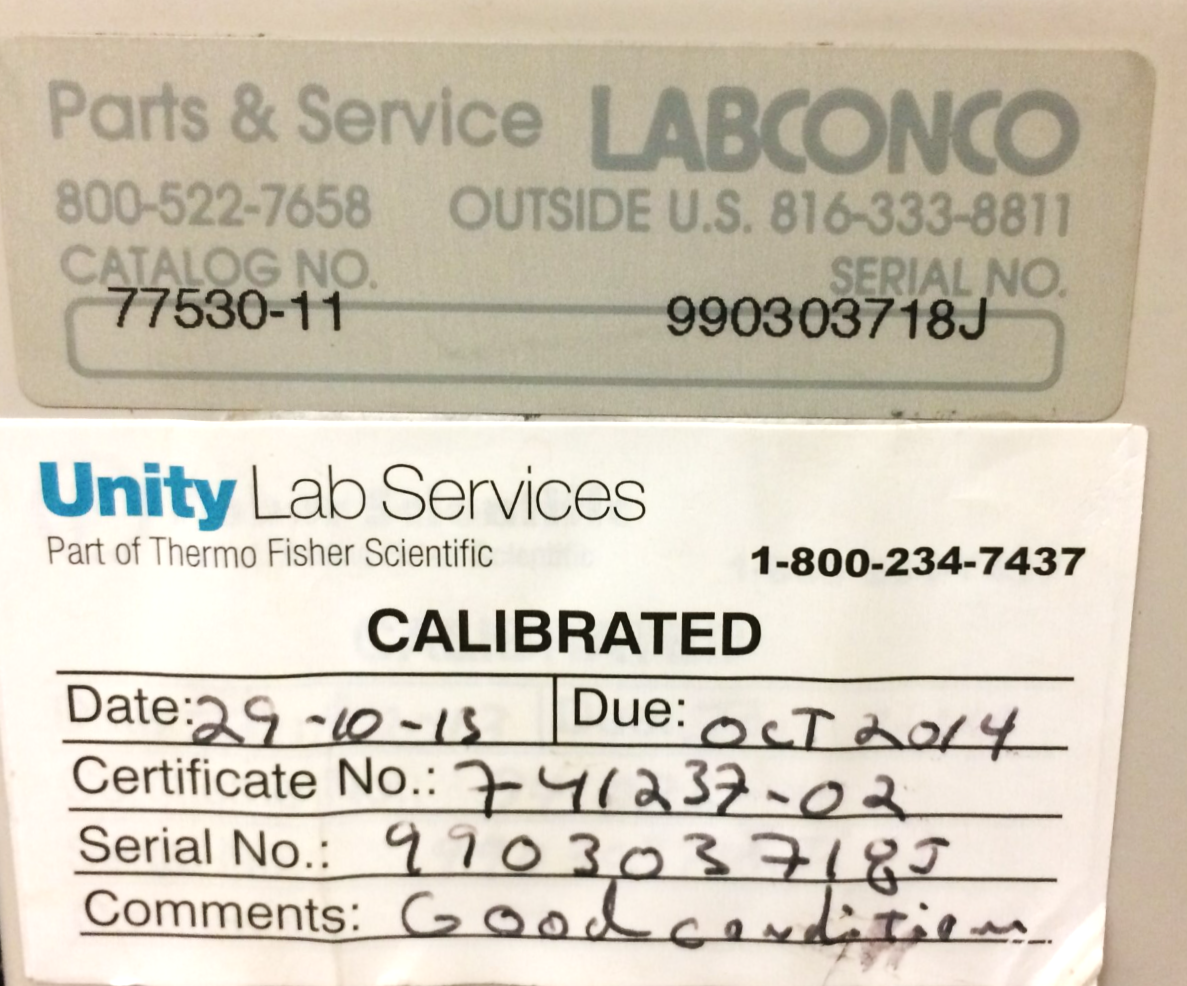 Parts & Service LABCONCO
800-522-7658 OUTSIDE U.S. 816-333-8811
CATALOG NO. SERIAL NO.
77530-11 990303718J
Unity Lab Services
Part of Thermo Fisher Scientific 1-800-234-7437
CALIBRATED
Date: 29-10-13 Due: OCT 2014
Certificate No.: 7-41237-02
Serial No.: 990303718J
Comments: Good condition